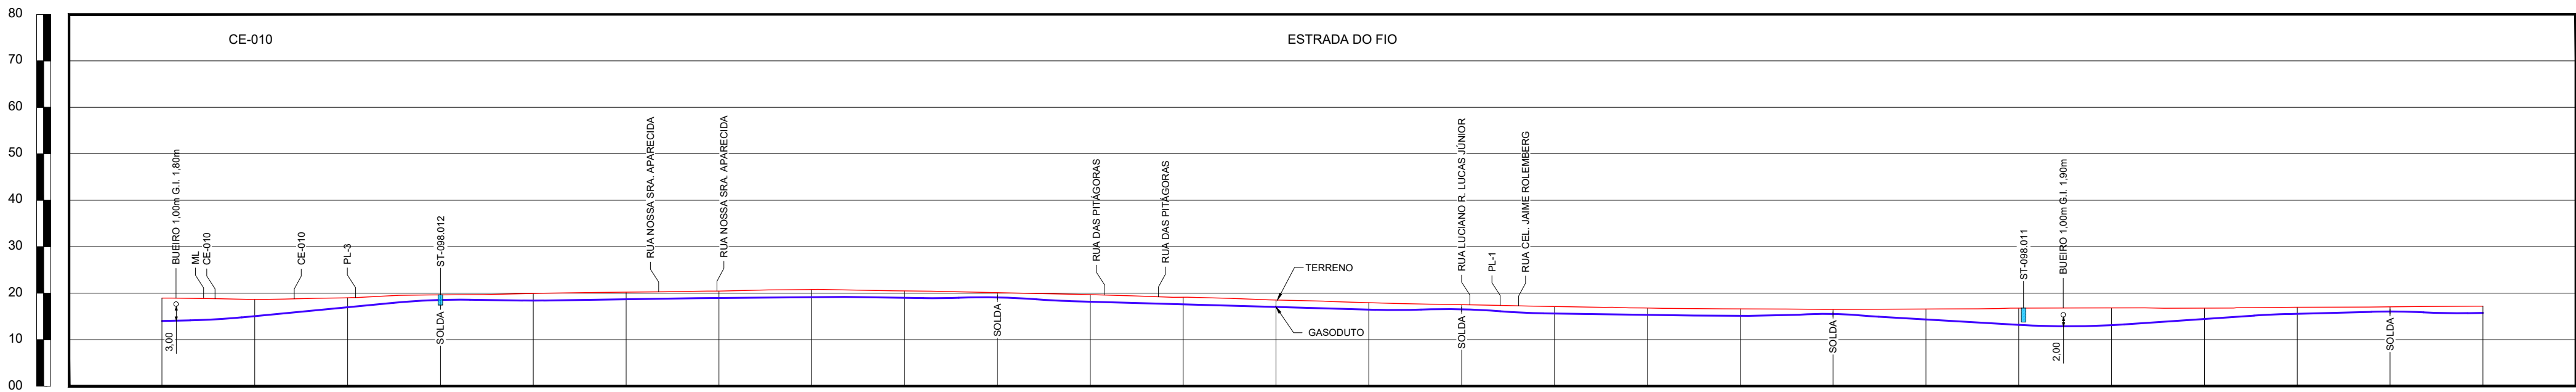 80
70
60
50
40
30
20
10
00
CE-010
ESTRADA DO FIO
BUEIRO 1,00m G.I. 1,80m
ML
CE-010
CE-010
PL-3
ST-098.012
RUA NOSSA SRA. APARECIDA
RUA NOSSA SRA. APARECIDA
RUA DAS PITÁGORAS
RUA DAS PITÁGORAS
TERRENO
GASODUTO
RUA LUCIANO R. LUCAS JÚNIOR
PL-1
RUA CEL. JAIME ROLEMBERG
ST-098.011
BUEIRO 1,00m G.I. 1,90m
3,00
SOLDA
SOLDA
SOLDA
SOLDA
2,00
SOLDA